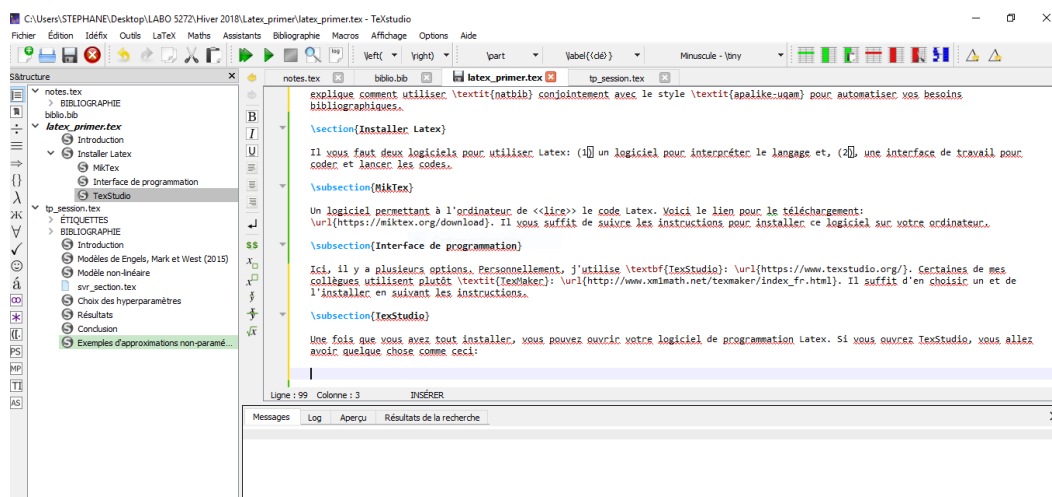 C:\Users\STEPHANE\Desktop\LABO 5272\Hiver 2018\Latex_primer\latex_primer.tex - TeXstudio
Fichier Édition Idéfix Outils LaTeX Maths Assistants Bibliographie Macros Affichage Options Aide
\left( \right) \part \label{{clé}} Minuscule - \tiny
Sätructure
notes.tex
BIBLIOGRAPHIE
biblio.bib
latex_primer.tex
Introduction
Installer Latex
MikTex
Interface de programmation
TexStudio
tp_session.tex
ÉTIQUETTES
BIBLIOGRAPHIE
Introduction
Modèles de Engels, Mark et West (2015)
Modèle non-linéaire
svr_section.tex
Choix des hyperparamètres
Résultats
Conclusion
Exemples d'approximations non-paramé...
PS
MP
TI
AS
notes.tex biblio.bib latex_primer.tex tp_session.tex
B
I
U
$$
explique comment utiliser \textit{natbib} conjointement avec le style \textit{apalike-uqam} pour automatiser vos besoins
bibliographiques.
\section{Installer Latex}
Il vous faut deux logiciels pour utiliser Latex: (1) un logiciel pour interpréter le langage et, (2), une interface de travail pour
coder et lancer les codes.
\subsection{MikTex}
Un logiciel permettant à l'ordinateur de <<lire>> le code Latex. Voici le lien pour le téléchargement:
\url{https://miktex.org/download}. Il vous suffit de suivre les instructions pour installer ce logiciel sur votre ordinateur.
\subsection{Interface de programmation}
Ici, il y a plusieurs options. Personnellement, j'utilise \textbf{TexStudio}: \url{https://www.texstudio.org/}. Certaines de mes
collègues utilisent plutôt \textit{TexMaker}: \url{http://www.xm1math.net/texmaker/index_fr.html}. Il suffit d'en choisir un et de
l'installer en suivant les instructions.
\subsection{TexStudio}
Une fois que vous avez tout installer, vous pouvez ouvrir votre logiciel de programmation Latex. Si vous ouvrez TexStudio, vous allez
avoir quelque chose comme ceci:
Ligne : 99 Colonne : 3 INSÉRER
Messages Log Aperçu Résultats de la recherche